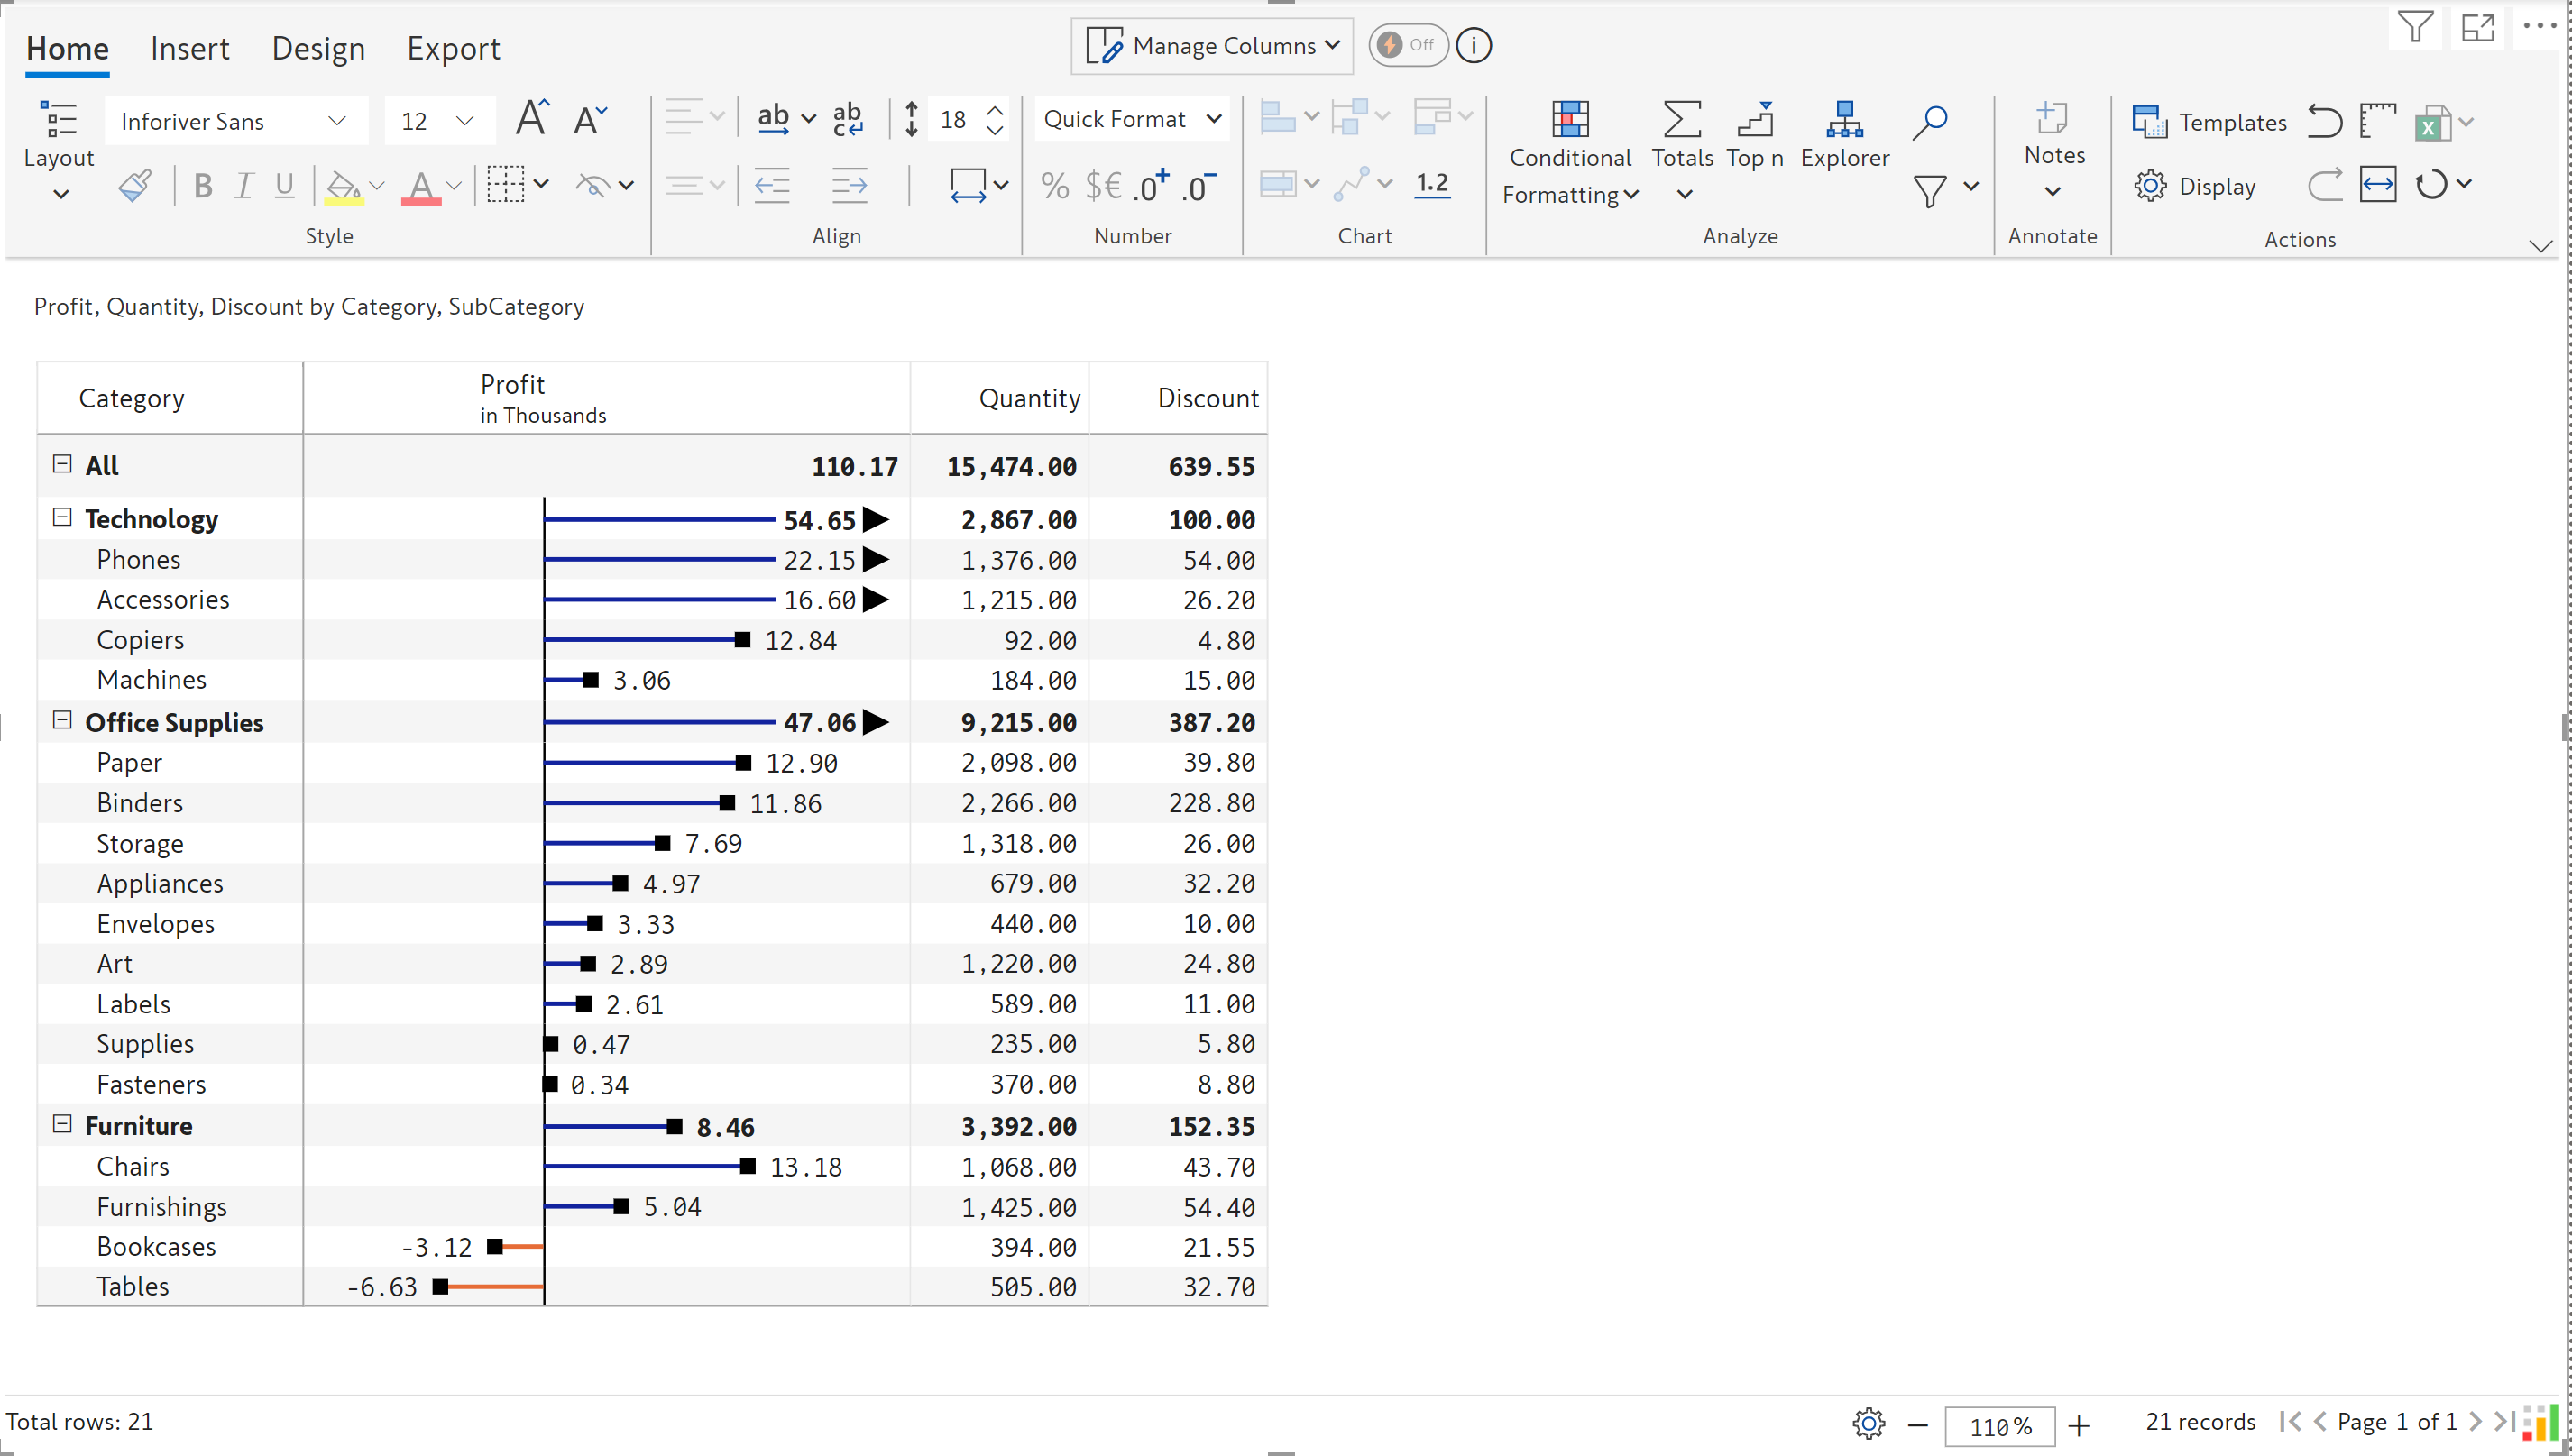 Home Insert Design Export Manage Columns Off i
Inforiver Sans 12 A A ab ab c 18 Quick Format
Layout
B I U A % $€ .0+ .0- 1.2
Conditional Formatting Totals Top n Explorer Notes Templates
Display
Style Align Number Chart Analyze Annotate Actions
Profit, Quantity, Discount by Category, SubCategory
Category Profit in Thousands Quantity Discount
All 110.17 15,474.00 639.55
Technology 54.65 2,867.00 100.00
Phones 22.15 1,376.00 54.00
Accessories 16.60 1,215.00 26.20
Copiers 12.84 92.00 4.80
Machines 3.06 184.00 15.00
Office Supplies 47.06 9,215.00 387.20
Paper 12.90 2,098.00 39.80
Binders 11.86 2,266.00 228.80
Storage 7.69 1,318.00 26.00
Appliances 4.97 679.00 32.20
Envelopes 3.33 440.00 10.00
Art 2.89 1,220.00 24.80
Labels 2.61 589.00 11.00
Supplies 0.47 235.00 5.80
Fasteners 0.34 370.00 8.80
Furniture 8.46 3,392.00 152.35
Chairs 13.18 1,068.00 43.70
Furnishings 5.04 1,425.00 54.40
Bookcases -3.12 394.00 21.55
Tables -6.63 505.00 32.70
Total rows: 21 110% 21 records Page 1 of 1